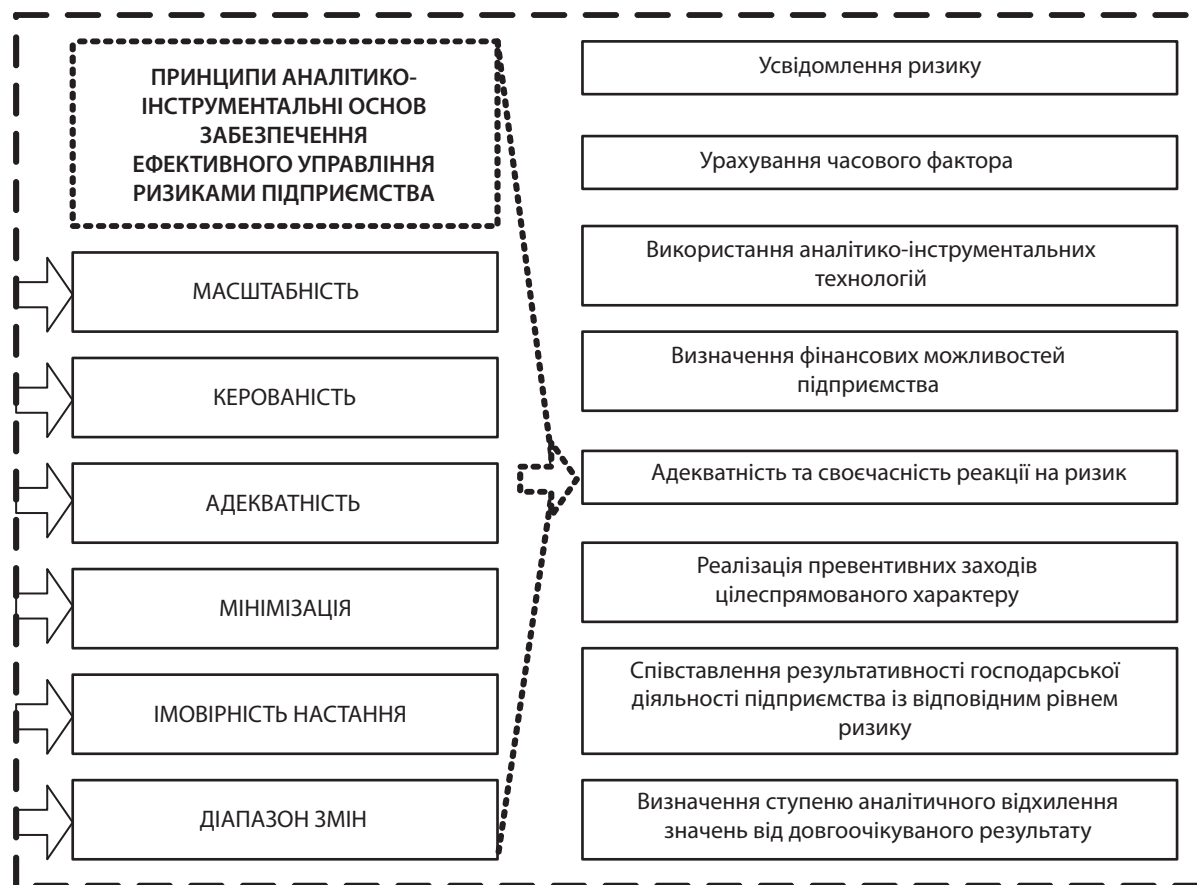 ПРИНЦИПИ АНАЛІТИКО-
ІНСТРУМЕНТАЛЬНІ ОСНОВ
ЗАБЕЗПЕЧЕННЯ
ЕФЕКТИВНОГО УПРАВЛІННЯ
РИЗИКАМИ ПІДПРИЄМСТВА
МАСШТАБНІСТЬ
КЕРОВАНІСТЬ
АДЕКВАТНІСТЬ
МІНІМІЗАЦІЯ
ІМОВІРНІСТЬ НАСТАННЯ
ДІАПАЗОН ЗМІН
Усвідомлення ризику
Урахування часового фактора
Використання аналітико-інструментальних
технологій
Визначення фінансових можливостей
підприємства
Адекватність та своєчасність реакції на ризик
Реалізація превентивних заходів
цілеспрямованого характеру
Співставлення результативності господарської
діяльності підприємства із відповідним рівнем
ризику
Визначення ступеню аналітичного відхилення
значень від довгоочікуваного результату